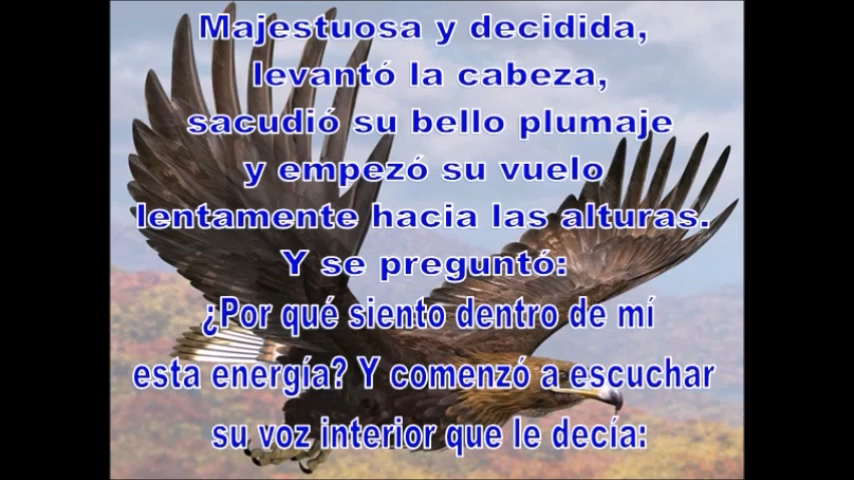 Majestuosa y decidida,
levantó la cabeza,
sacudió su bello plumaje
y empezó su vuelo
lentamente hacia las alturas.
Y se preguntó:
¿Por qué siento dentro de mí
esta energía? Y comenzó a escuchar
su voz interior que le decía: